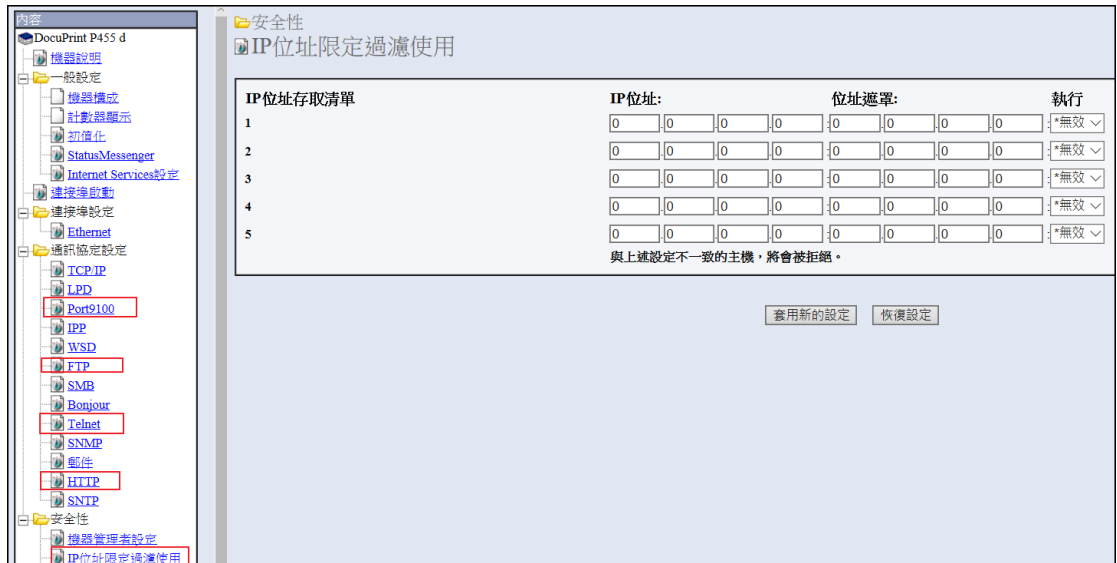 內容
DocuPrint P455 d
機器說明
一般設定
機器構成
計數器顯示
初值化
StatusMessenger
Internet Services設定
連接埠啟動
連接埠設定
Ethernet
通訊協定設定
TCP/IP
LPD
Port9100
IPP
WSD
FTP
SMB
Bonjour
Telnet
SNMP
郵件
HTTP
SNTP
安全性
機器管理者設定
IP位址限定過濾使用
安全性
IP位址限定過濾使用
IP位址存取清單 IP位址: 位址遮罩: 執行
1 0 .0 .0 .0 :0 .0 .0 .0 :*無效
2 0 .0 .0 .0 :0 .0 .0 .0 :*無效
3 0 .0 .0 .0 :0 .0 .0 .0 :*無效
4 0 .0 .0 .0 :0 .0 .0 .0 :*無效
5 0 .0 .0 .0 :0 .0 .0 .0 :*無效
與上述設定不一致的主機，將會被拒絕。
套用新的設定 恢復設定